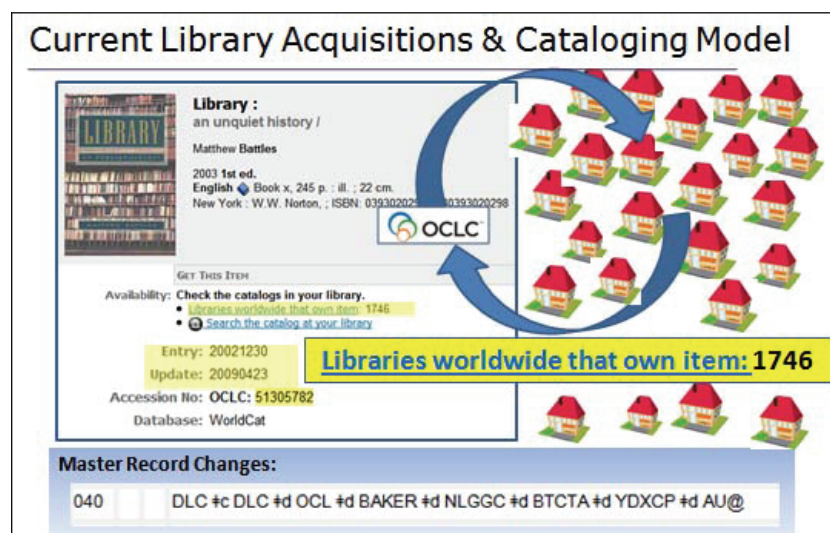 Current Library Acquisitions & Cataloging Model
LIBRARY
Library :
an unquiet history /
Matthew Battles
2003 1st ed.
English Book x, 245 p. : ill. ; 22 cm.
New York : W.W. Norton, ; ISBN: 0393020298
OCLC
GET THIS ITEM
Availability: Check the catalogs in your library.
• Libraries worldwide that own item: 1746
• Search the catalog at your library
Entry: 20021230
Update: 20090423
Libraries worldwide that own item: 1746
Accession No: OCLC: 51305782
Database: WorldCat
Master Record Changes:
040 DLC ǂc DLC ǂd OCL ǂd BAKER ǂd NLGGC ǂd BTCTA ǂd YDXCP ǂd AU@